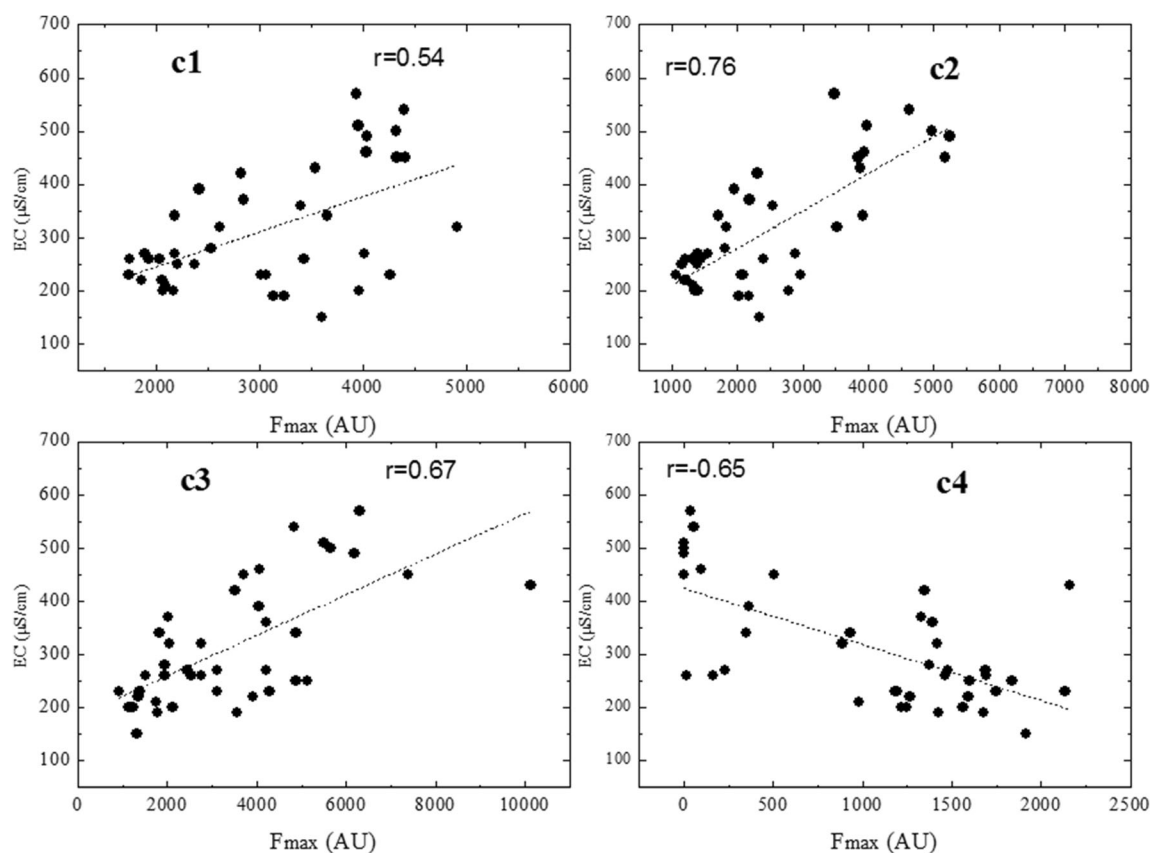 700
600
500
400
300
200
100
EC (μS/cm)
c1
r=0.54
2000 3000 4000 5000 6000
Fmax (AU)
700
600
500
400
300
200
100
EC (μS/cm)
r=0.76
c2
1000 2000 3000 4000 5000 6000 7000 8000
Fmax (AU)
700
600
500
400
300
200
100
EC (μS/cm)
c3
r=0.67
0 2000 4000 6000 8000 10000
Fmax (AU)
700
600
500
400
300
200
100
EC (μS/cm)
r=-0.65
c4
0 500 1000 1500 2000 2500
Fmax (AU)